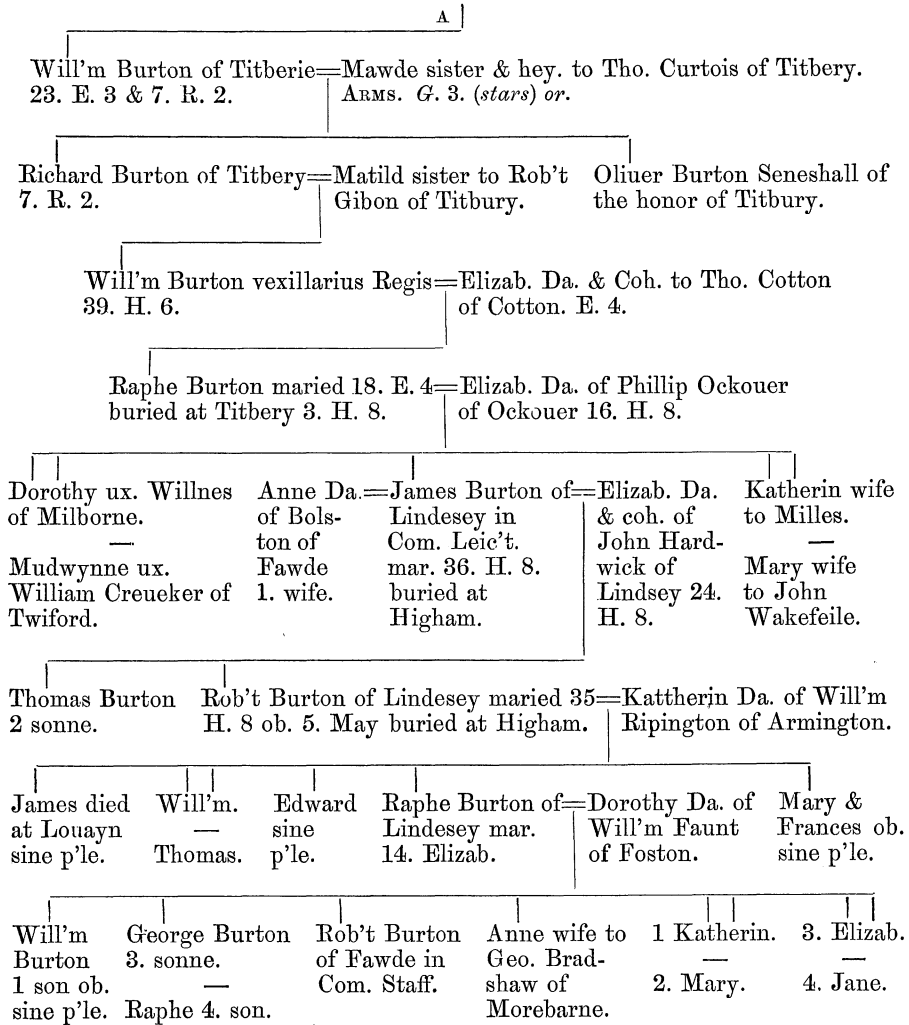 A
Will'm Burton of Titberie=Mawde sister & hey. to Tho. Curtois of Titbery.
23. E. 3 & 7. R. 2.
ARMS. G. 3. (stars) or.
Richard Burton of Titbery=Matild sister to Rob't
7. R. 2.
Gibon of Titbury.
Oliuer Burton Seneshall of
the honor of Titbury.
Will'm Burton vexillarius Regis=Elizab. Da. & Coh. to Tho. Cotton
39. H. 6.
of Cotton. E. 4.
Raphe Burton maried 18. E. 4=Elizab. Da. of Phillip Ockouer
buried at Titbery 3. H. 8.
of Ockouer 16. H. 8.
Dorothy ux. Willnes
of Milborne.
—
Mudwynne ux.
William Creueker of
Twiford.
Anne Da.=
of Bols-
ton of
Fawde
1. wife.
James Burton of=
Lindesey in
Com. Leic't.
mar. 36. H. 8.
buried at
Higham.
Elizab. Da.
& coh. of
John Hard-
wick of
Lindsey 24.
H. 8.
Katherin wife
to Milles.
—
Mary wife
to John
Wakefeile.
Thomas Burton
2 sonne.
Rob't Burton of Lindesey maried 35=Kattherin Da. of Will'm
H. 8 ob. 5. May buried at Higham.
Ripington of Armington.
James died
at Louayn
sine p'le.
Will'm.
—
Thomas.
Edward
sine
p'le.
Raphe Burton of=
Lindesey mar.
14. Elizab.
Dorothy Da. of
Will'm Faunt
of Foston.
Mary &
Frances ob.
sine p'le.
Will'm
Burton
1 son ob.
sine p'le.
George Burton
3. sonne.
—
Raphe 4. son.
Rob't Burton
of Fawde in
Com. Staff.
Anne wife to
Geo. Brad-
shaw of
Morebarne.
1 Katherin.
—
2. Mary.
3. Elizab.
—
4. Jane.